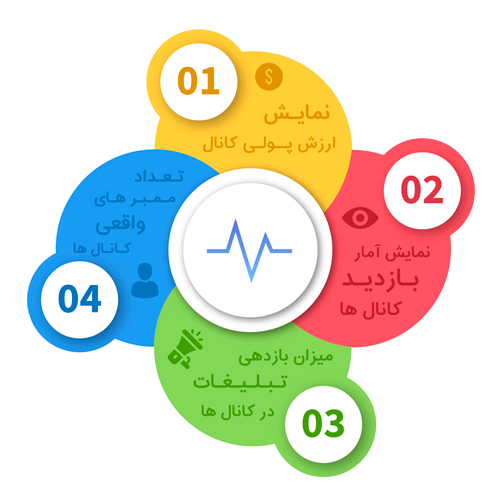 01
نمایش
ارزش پولی کانال
02
نمایش آمار
بازدید
کانال ها
03
میزان بازدهی
تبلیغات
در کانال ها
04
تعداد
ممبر های
واقعی
کانال ها